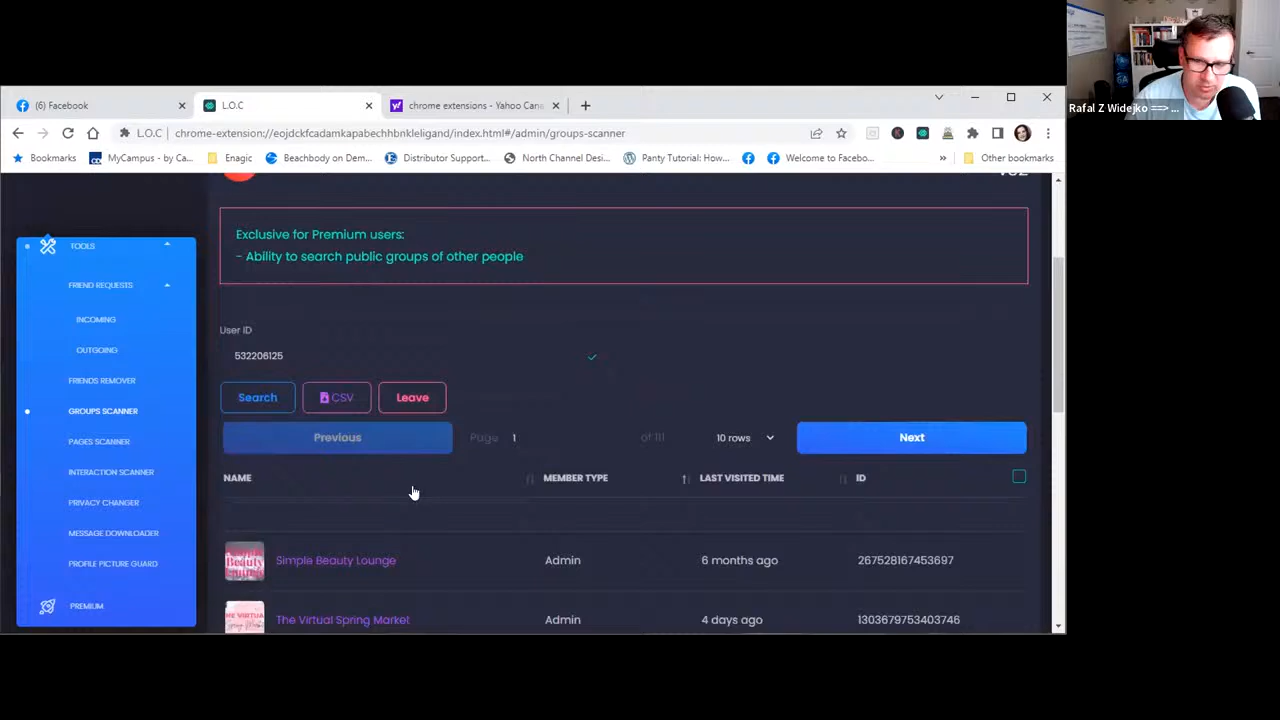 Rafal Z Widejko ==> ...
(6) Facebook
L.O.C
chrome extensions - Yahoo Can
L.O.C
chrome-extension://eojdckfcadamkapabechhbnkleligand/index.html#/admin/groups-scanner
Bookmarks
MyCampus - by Ca...
Enagic
Beachbody on Dem...
Distributor Support...
North Channel Desi...
Panty Tutorial: How...
Welcome to Facebo...
»
Other bookmarks
Exclusive for Premium users:
- Ability to search public groups of other people
TOOLS
FRIEND REQUESTS
INCOMING
OUTGOING
FRIENDS REMOVER
GROUPS SCANNER
PAGES SCANNER
INTERACTION SCANNER
PRIVACY CHANGER
MESSAGE DOWNLOADER
PROFILE PICTURE GUARD
PREMIUM
User ID
532206125
Search
CSV
Leave
Previous
Page 1 of 111
10 rows
Next
NAME MEMBER TYPE LAST VISITED TIME ID
Simple Beauty Lounge Admin 6 months ago 267528167453697
The Virtual Spring Market Admin 4 days ago 1303679753403746